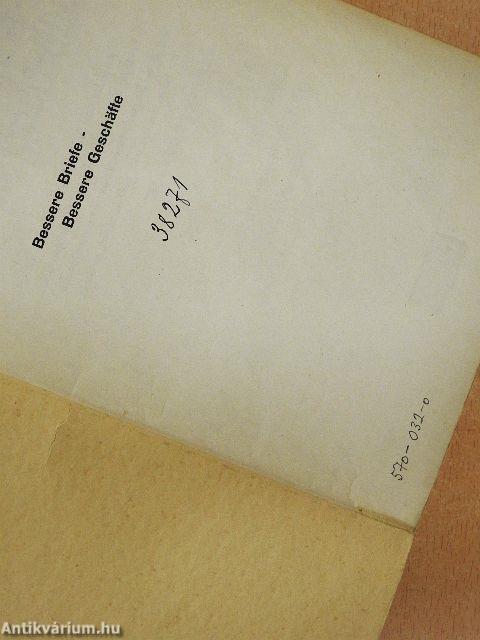 Bessere Briefe -
Bessere Geschäfte
38271
570-032-0
Antikvárium.hu